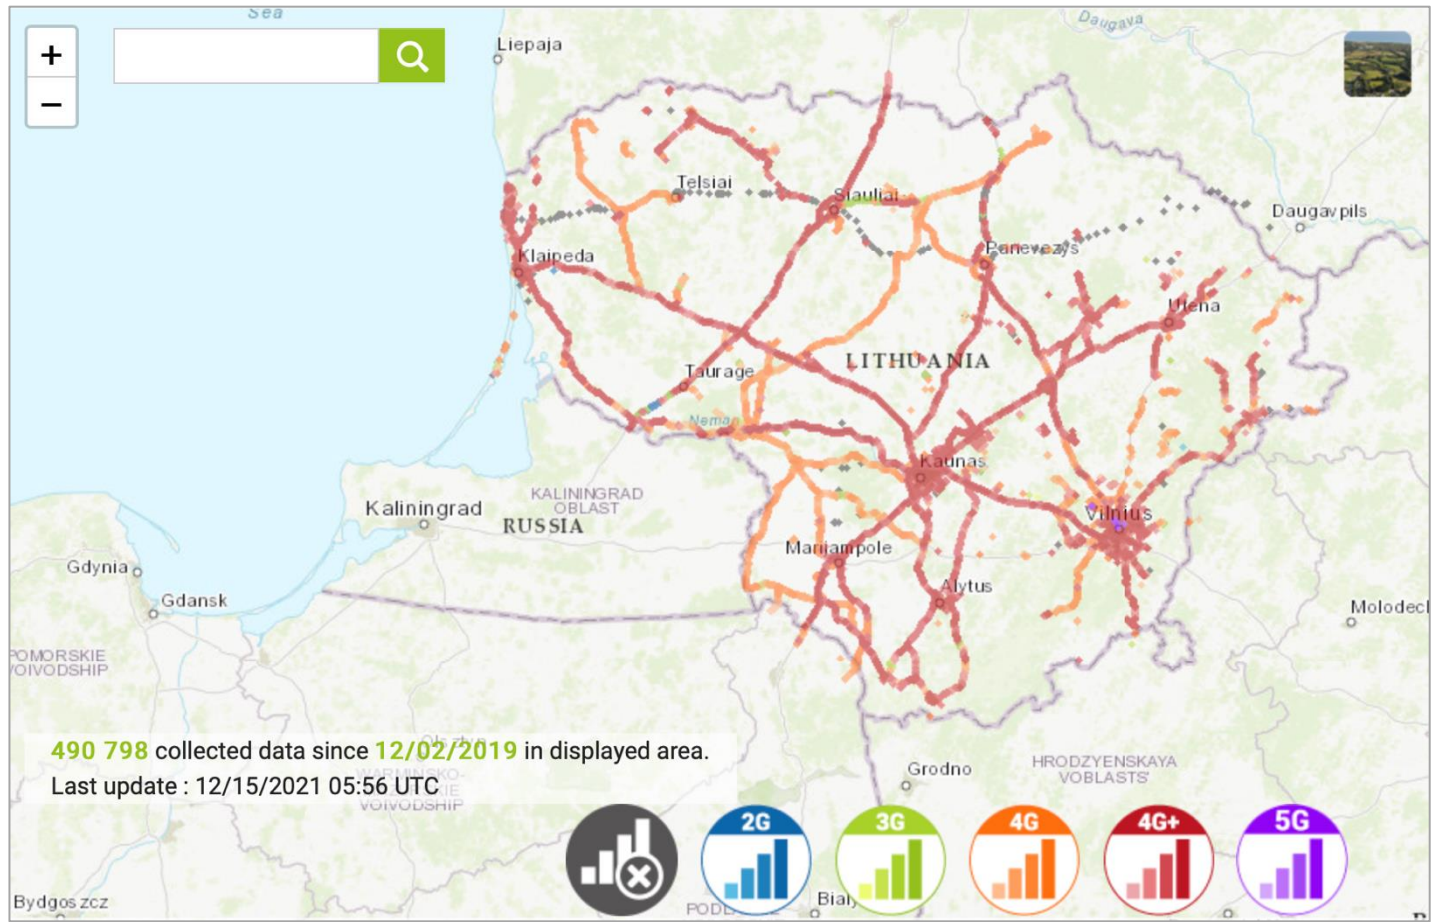 Sea
Daugava
+
Liepaja
−
Telsiai
Siauliai
Daugavpils
Panevezys
Klaipeda
Utena
LITHUANIA
Taurage
Neman
Kaunas
KALININGRAD
OBLAST
Kaliningrad
RUSSIA
Vilnius
Marijampole
Gdynia
Alytus
Gdansk
POMORSKIE
VOIVODSHIP
490 798 collected data since 12/02/2019 in displayed area.
Last update : 12/15/2021 05:56 UTC
VOIVODSHIP
Grodno
HRODZYENSKAYA
VOBLASTS'
2G
3G
4G
4G+
5G
Bydgoszcz